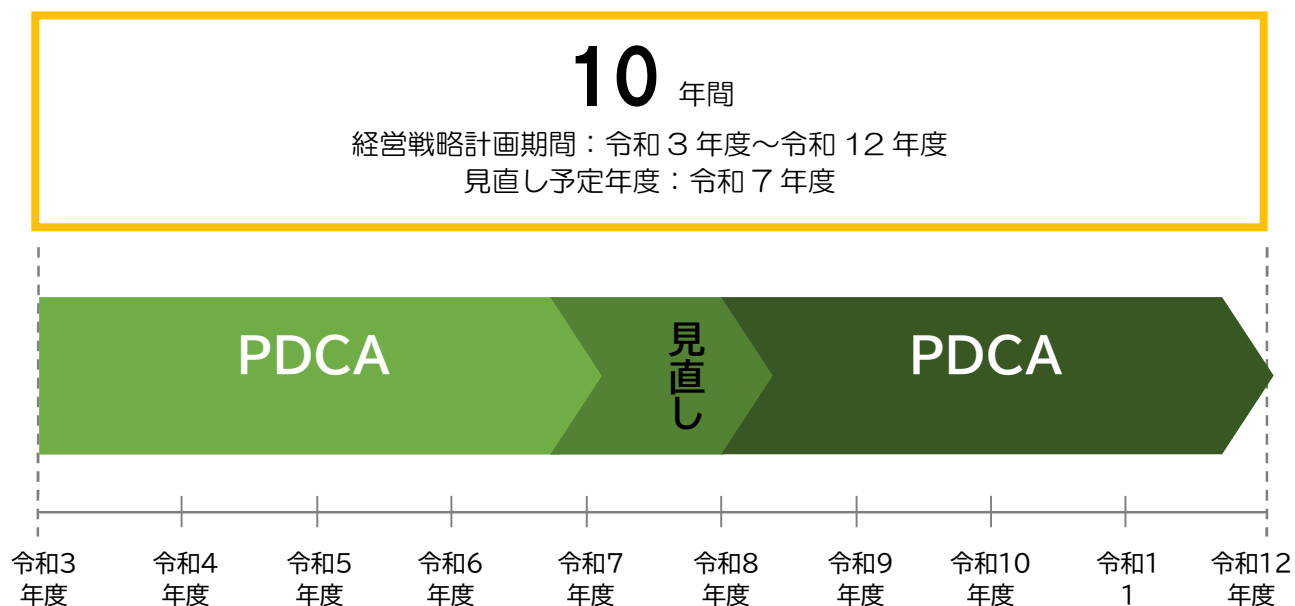 10 年間
経営戦略計画期間：令和 3 年度～令和 12 年度
見直し予定年度：令和 7 年度
PDCA
見直し
PDCA
令和3
年度
令和4
年度
令和5
年度
令和6
年度
令和7
年度
令和8
年度
令和9
年度
令和10
年度
令和1
1
令和12
年度